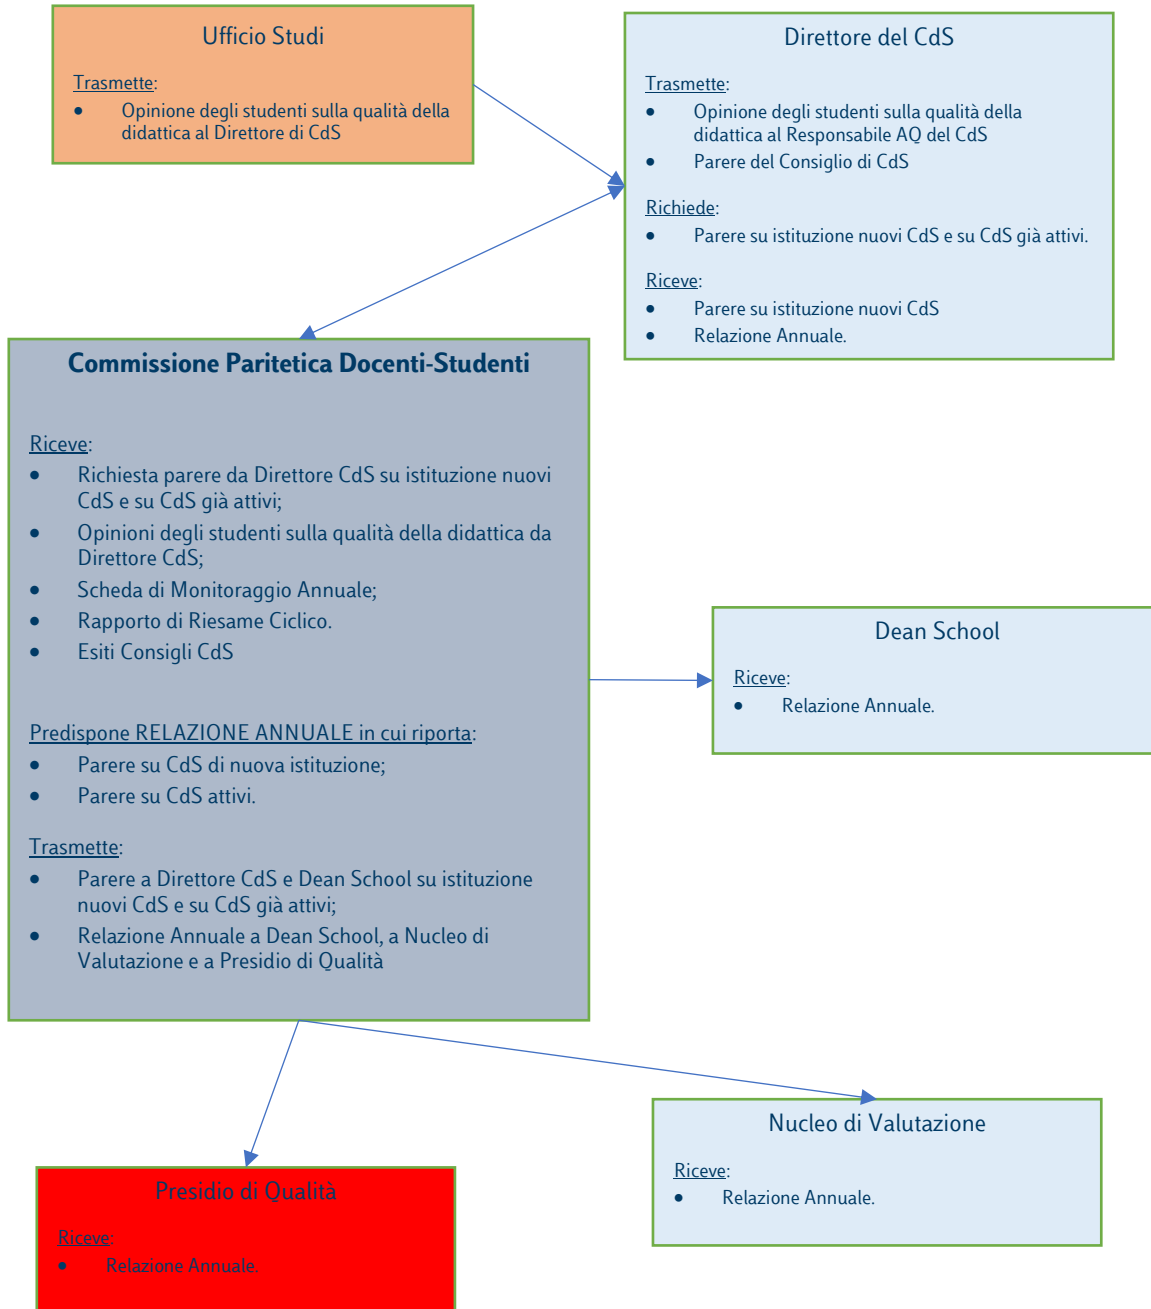 Ufficio Studi
Trasmette:
• Opinione degli studenti sulla qualità della
didattica al Direttore di CdS
Direttore del CdS
Trasmette:
• Opinione degli studenti sulla qualità della
didattica al Responsabile AQ del CdS
• Parere del Consiglio di CdS
Richiede:
• Parere su istituzione nuovi CdS e su CdS già attivi.
Riceve:
• Parere su istituzione nuovi CdS
• Relazione Annuale.
Commissione Paritetica Docenti-Studenti
Riceve:
• Richiesta parere da Direttore CdS su istituzione nuovi
CdS e su CdS già attivi;
• Opinioni degli studenti sulla qualità della didattica da
Direttore CdS;
• Scheda di Monitoraggio Annuale;
• Rapporto di Riesame Ciclico.
• Esiti Consigli CdS
Predispone RELAZIONE ANNUALE in cui riporta:
• Parere su CdS di nuova istituzione;
• Parere su CdS attivi.
Trasmette:
• Parere a Direttore CdS e Dean School su istituzione
nuovi CdS e su CdS già attivi;
• Relazione Annuale a Dean School, a Nucleo di
Valutazione e a Presidio di Qualità
Dean School
Riceve:
• Relazione Annuale.
Nucleo di Valutazione
Riceve:
• Relazione Annuale.
Presidio di Qualità
Riceve:
• Relazione Annuale.